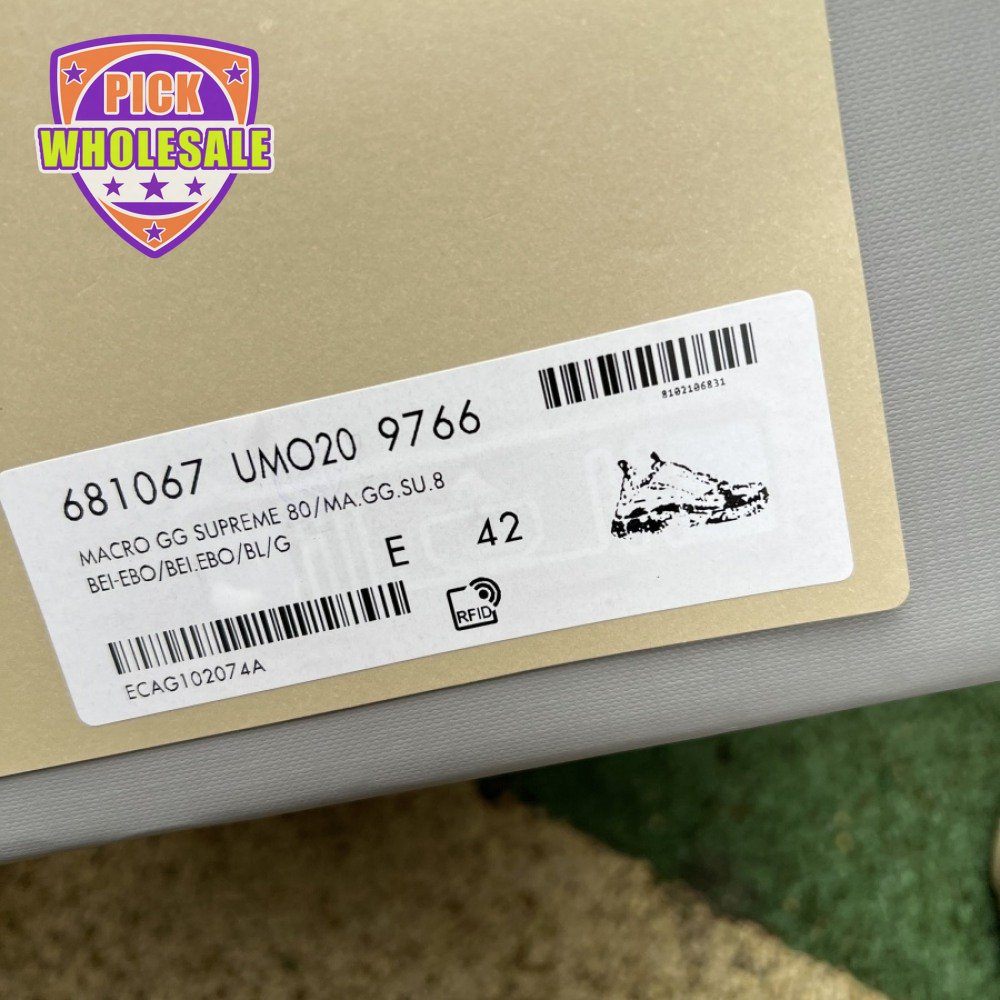 PICK
WHOLESALE
8102106831
681067 UMO20 9766
MACRO GG SUPREME 80/MA.GG.SU.8
BEI-EBO/BEI.EBO/BL/G
E 42
RFID
ECAG102074A